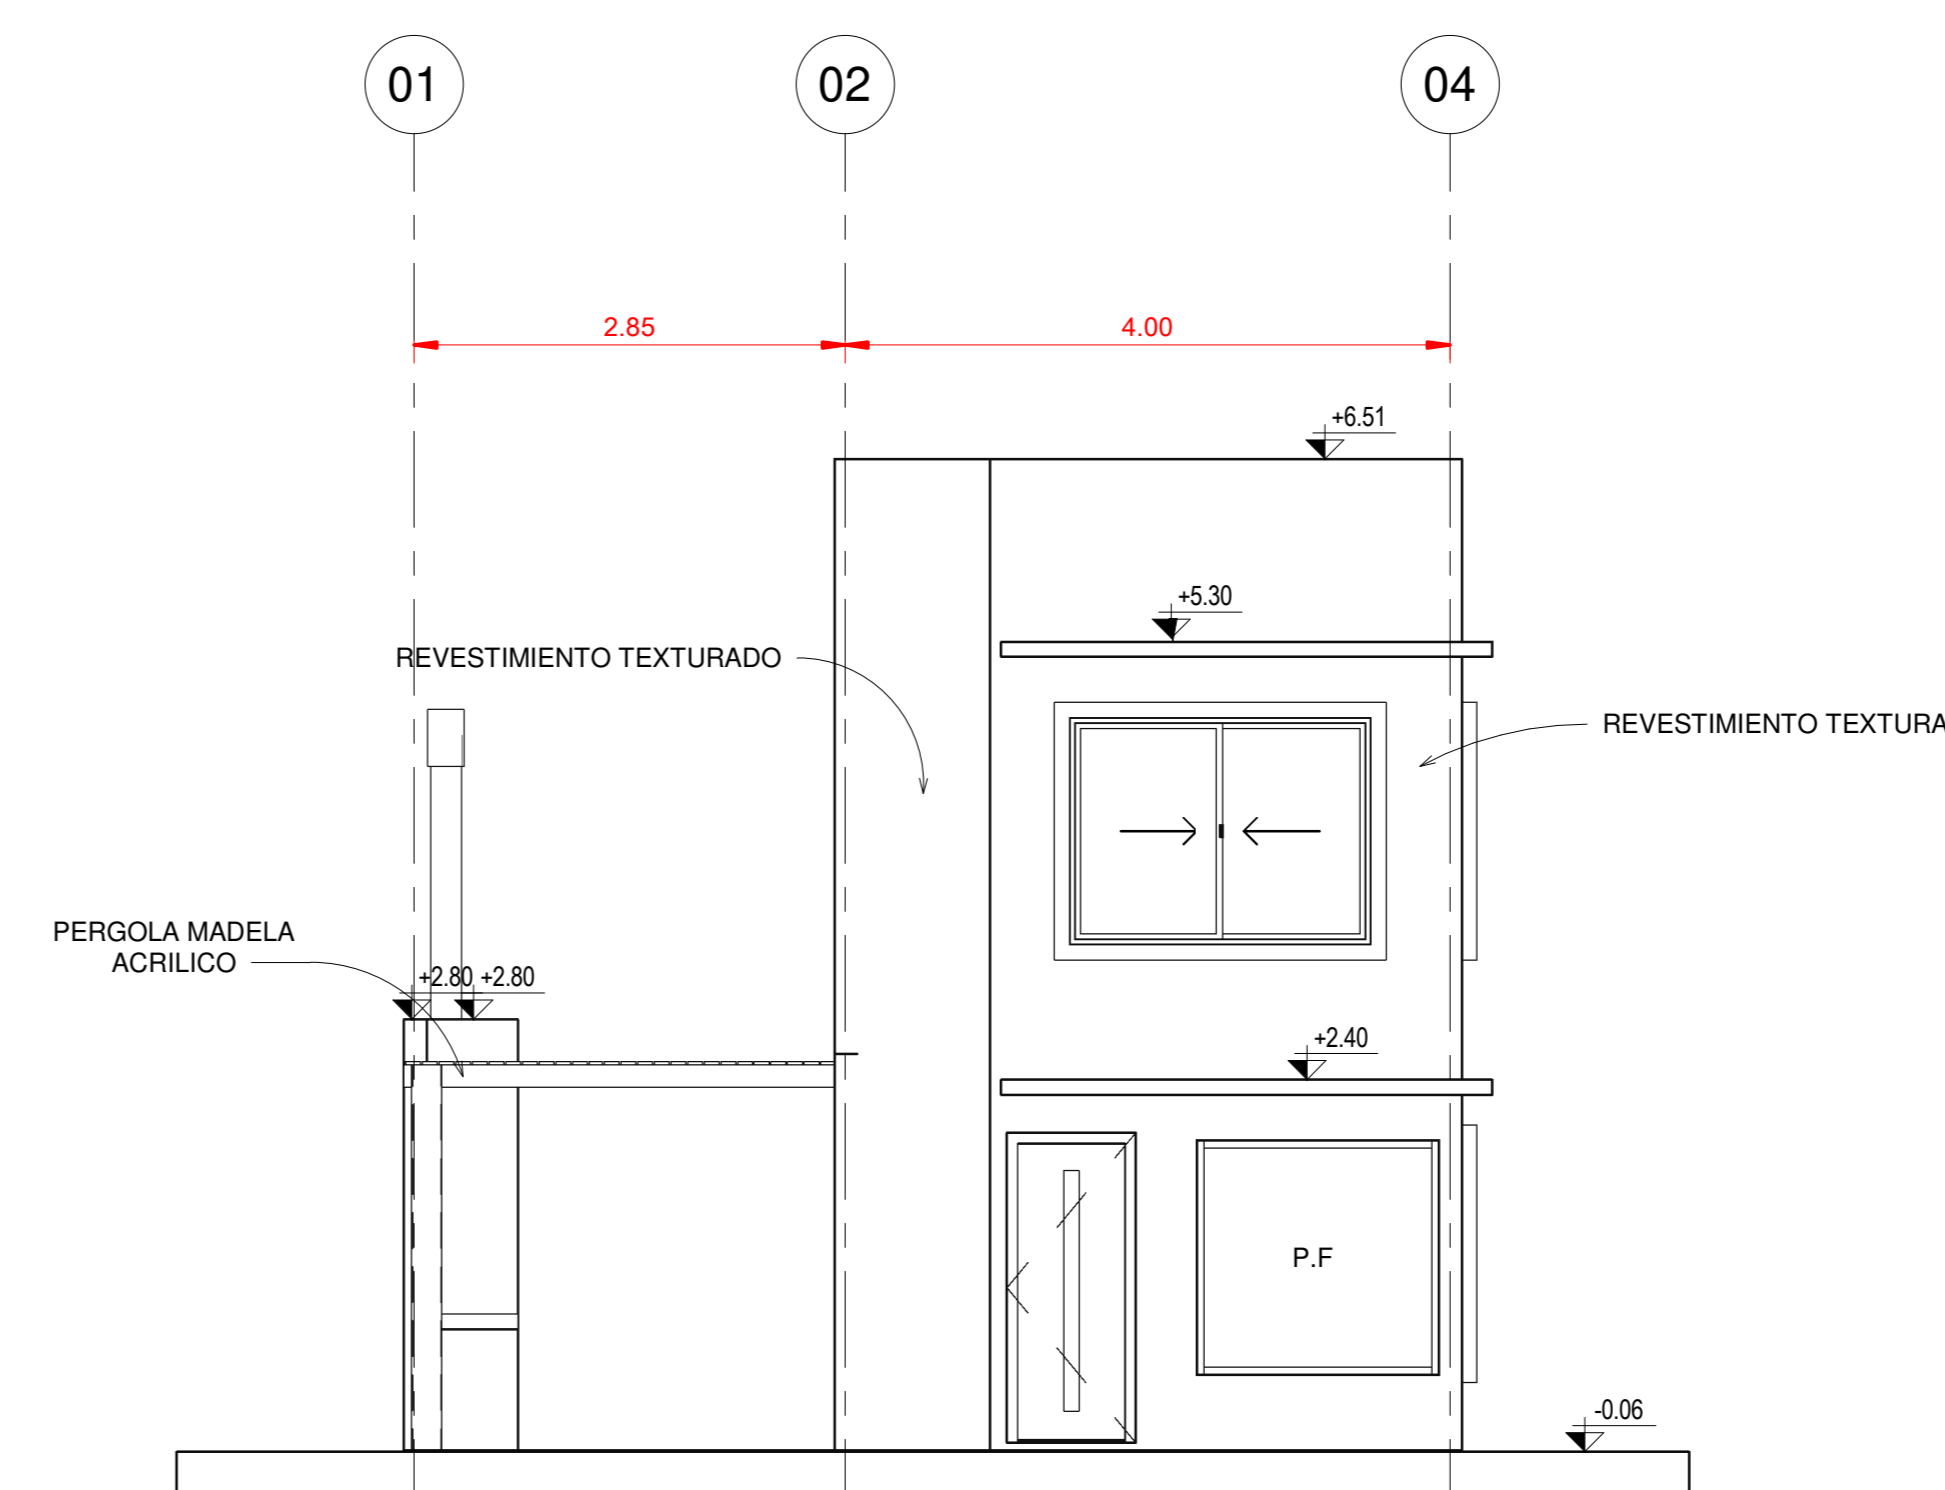 01
02
04
2.85
4.00
+6.51
+5.30
REVESTIMIENTO TEXTURADO
REVESTIMIENTO TEXTURA
PERGOLA MADELA
ACRILICO
+2.80
+2.80
+2.40
P.F
-0.06